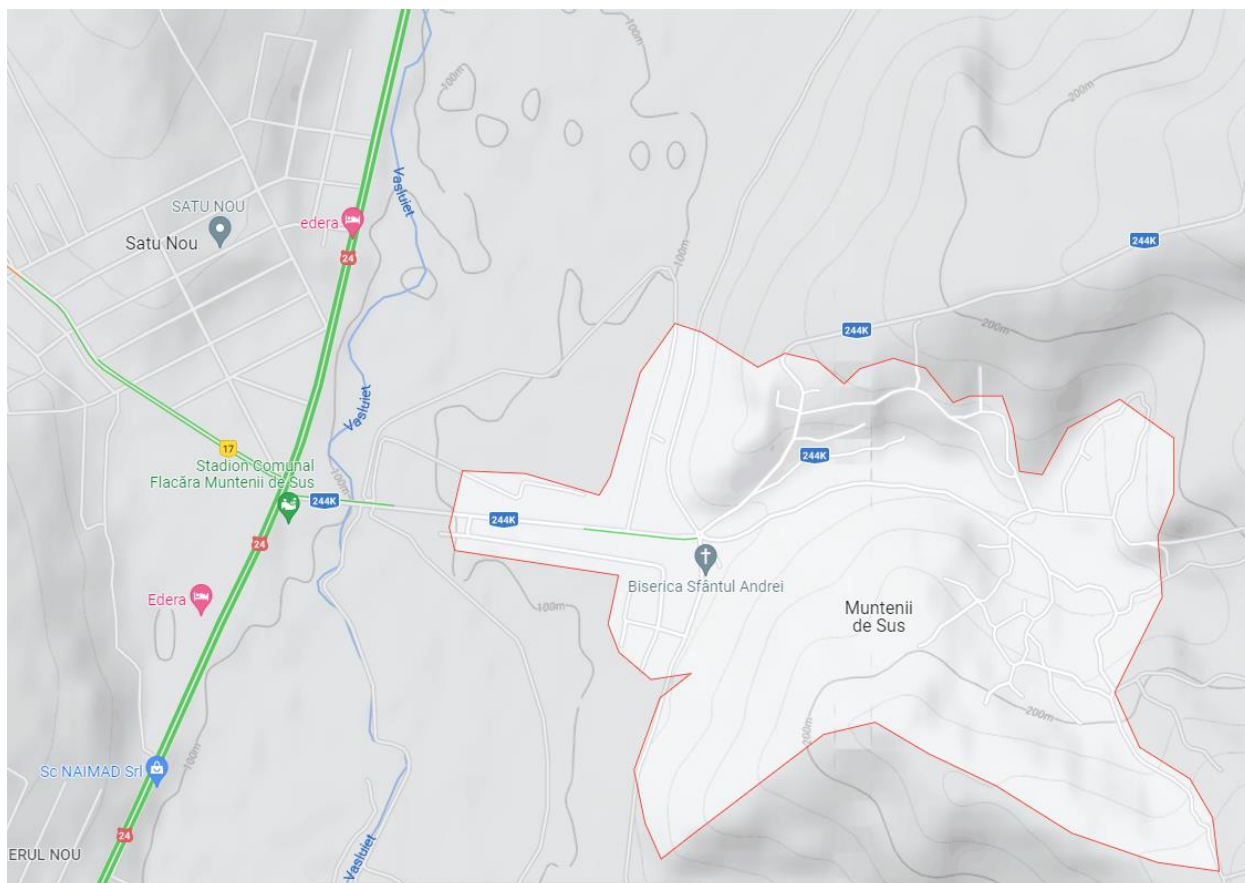 100m
100m
200m
Vasluiet
SATU NOU
Satu Nou
edera
24
100m
244K
244K
200m
Vasluiet
17
Stadion Comunal
Flacăra Muntenii de Sus
244K
100m
244K
244K
24
Biserica Sfântul Andrei
Edera
100m
Muntenii
de Sus
200m
200m
100m
Sc NAIMAD Srl
24
ERUL NOU
Vasluiet